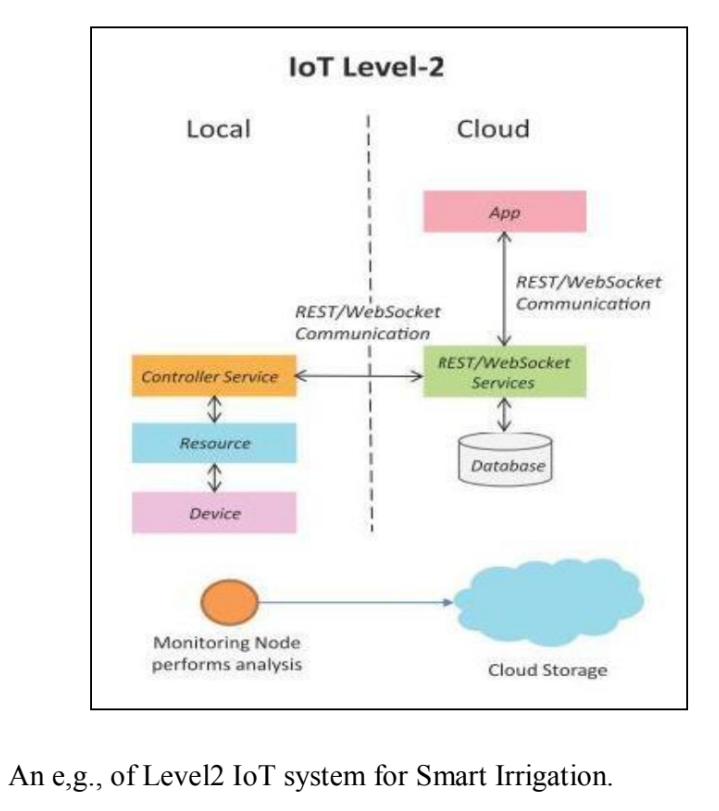 IoT Level-2
Local
Cloud
App
REST/WebSocket
Communication
REST/WebSocket
Communication
Controller Service
REST/WebSocket
Services
Resource
Database
Device
Monitoring Node
performs analysis
Cloud Storage
An e,g., of Level2 IoT system for Smart Irrigation.